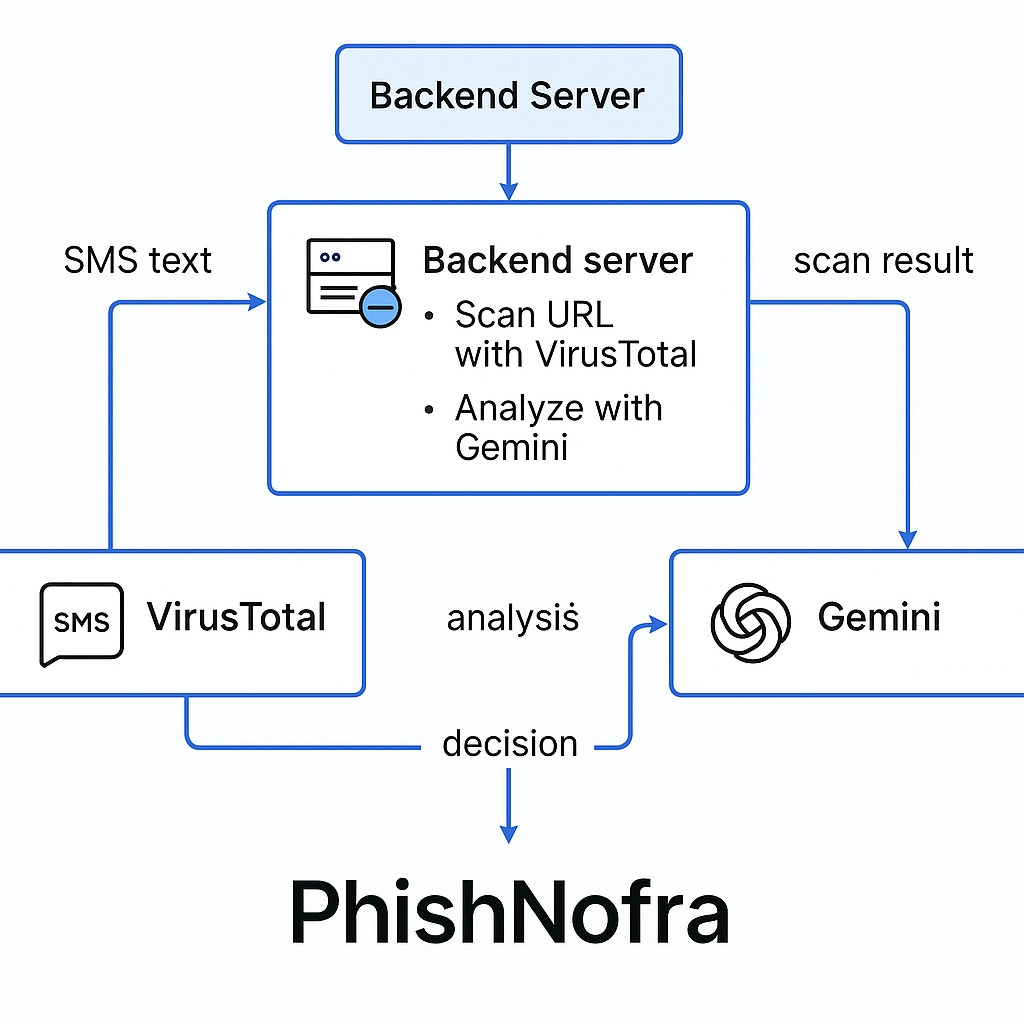 Backend Server
SMS text
Backend server
scan result
• Scan URL
with VirusTotal
• Analyze with
Gemini
SMS
VirusTotal
analysis
Gemini
decision
PhishNofra